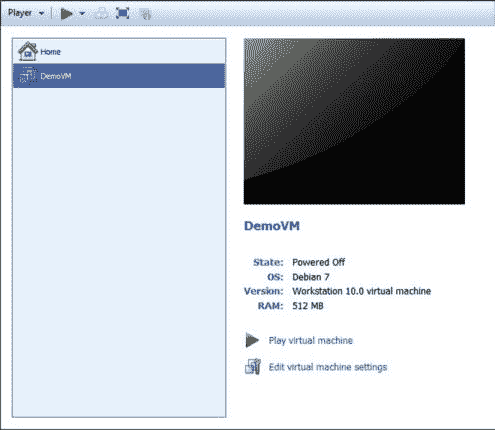 Player
Home
DemoVM
DemoVM
State: Powered Off
OS: Debian 7
Version: Workstation 10.0 virtual machine
RAM: 512 MB
Play virtual machine
Edit virtual machine settings